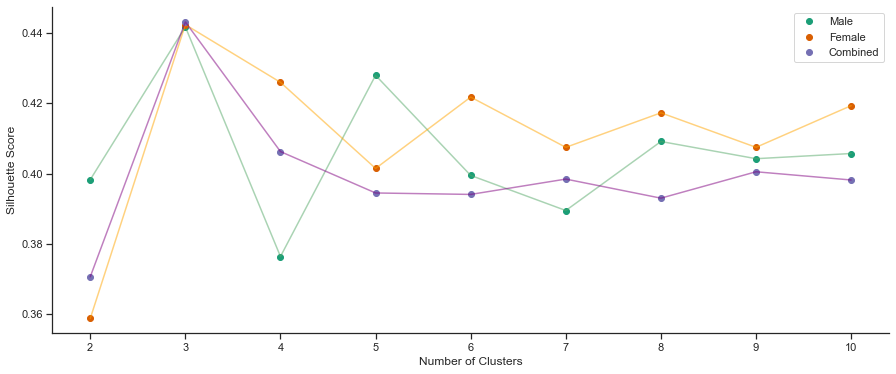 Male
Female
Combined
Silhouette Score
0.44
0.42
0.40
0.38
0.36
2 3 4 5 6 7 8 9 10
Number of Clusters